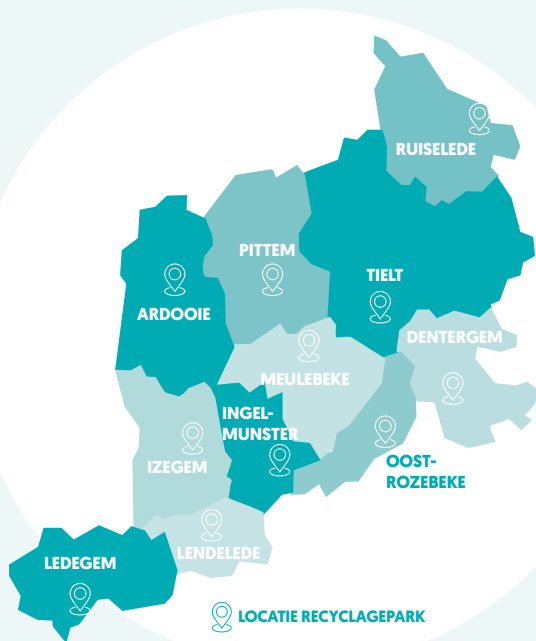 RUISELEDE
PITTEM
TIELT
ARDOOIE
DENTERGEM
MEULEBEKE
INGEL-
MUNSTER
IZEGEM
OOST-
ROZEBEKE
LENDELEDE
LEDEGEM
LOCATIE RECYCLAGEPARK